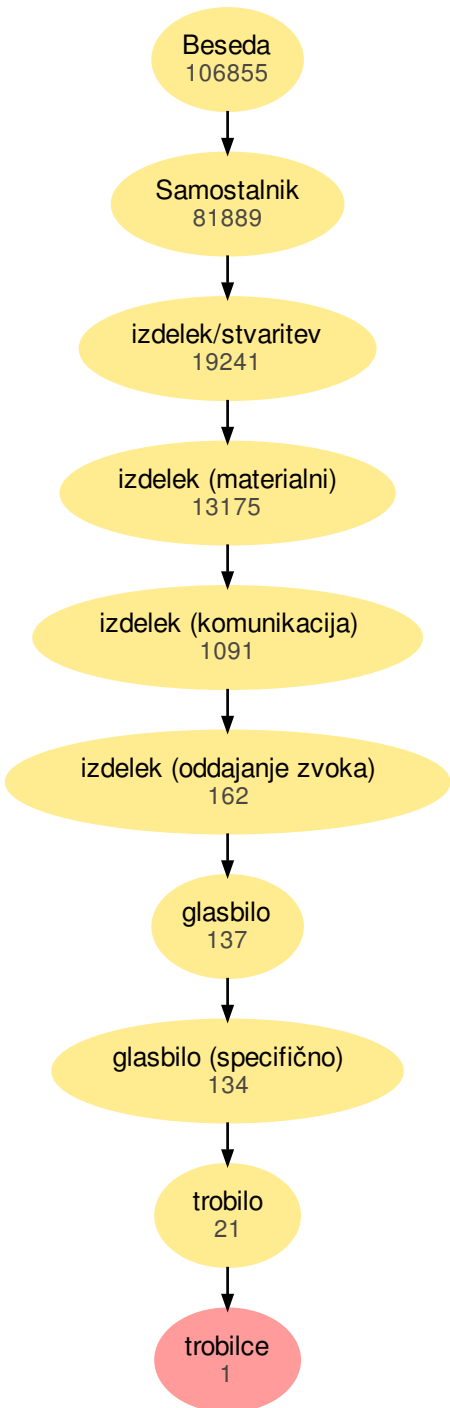 Beseda
106855
Samostalnik
81889
izdelek/stvaritev
19241
izdelek (materialni)
13175
izdelek (komunikacija)
1091
izdelek (oddajanje zvoka)
162
glasbilo
137
glasbilo (specifično)
134
trobilo
21
trobilce
1